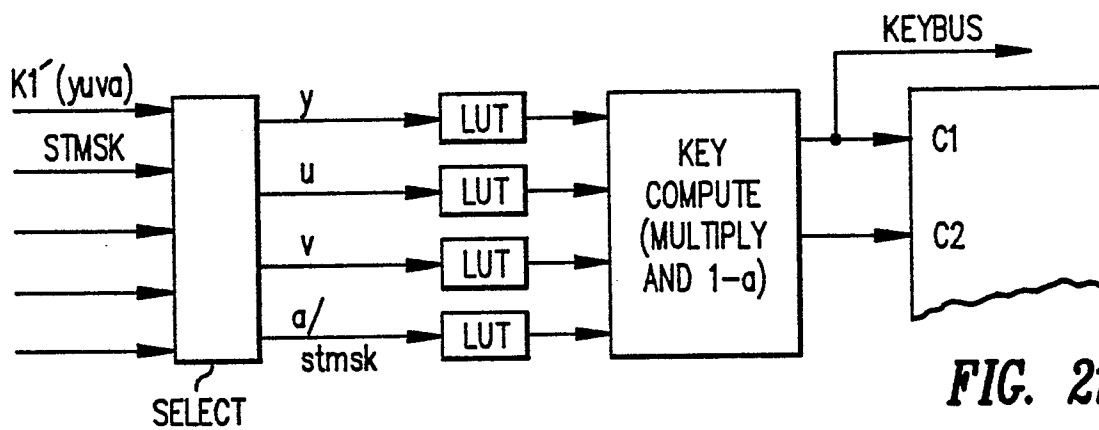 KEYBUS
K1´(yuva)
STMSK
y
LUT
u
LUT
v
LUT
a/
stmsk
LUT
SELECT
KEY
COMPUTE
(MULTIPLY
AND 1-a)
C1
C2
FIG.